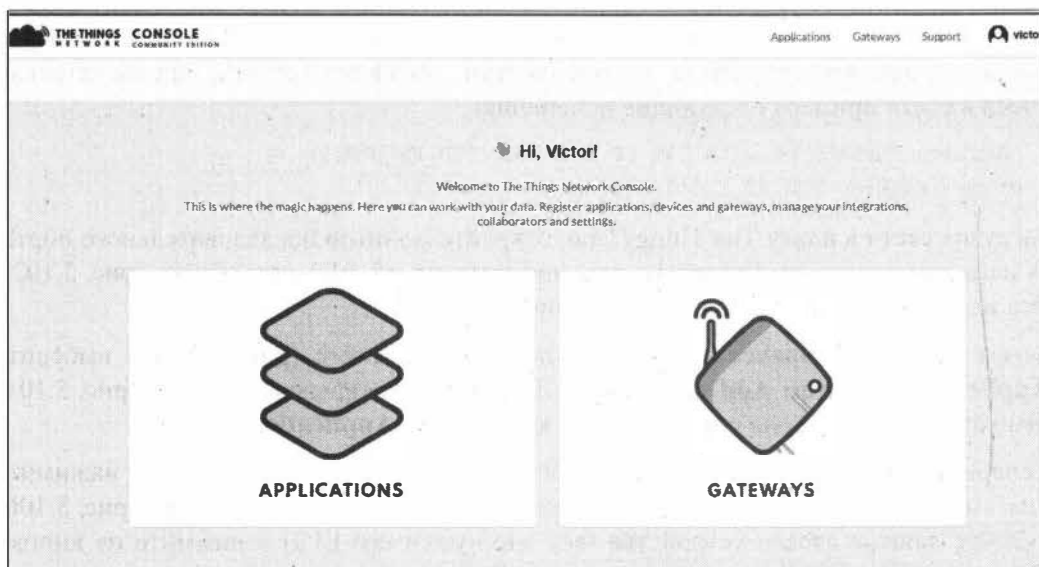 THE THINGS
NETWORK
CONSOLE
COMMUNITY EDITION
Applications Gateways Support victo
Hi, Victor!
Welcome to The Things Network Console.
This is where the magic happens. Here you can work with your data. Register applications, devices and gateways, manage your integrations,
collaborators and settings.
APPLICATIONS
GATEWAYS